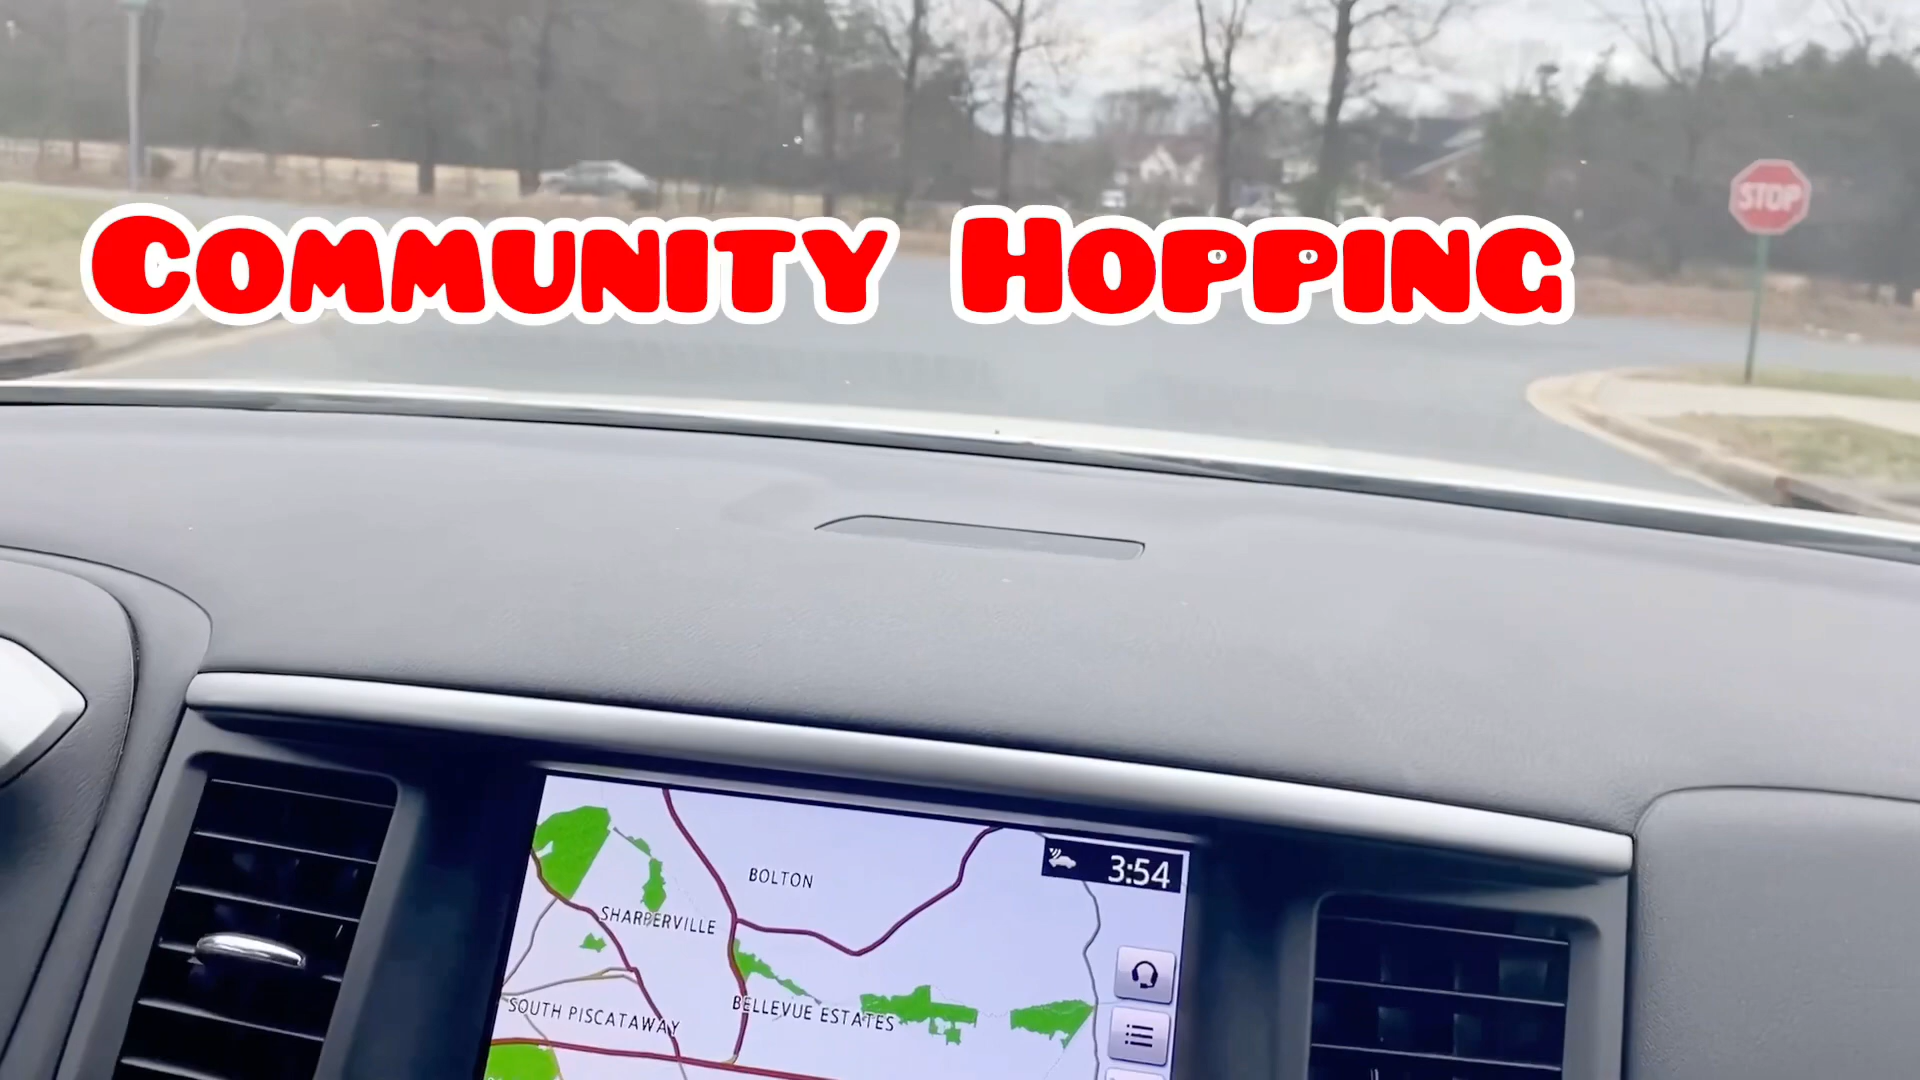 STOP
COMMUNITY HOPPING
3:54
BOLTON
SHARPERVILLE
BELLEVUE ESTATES
SOUTH PISCATAWAY